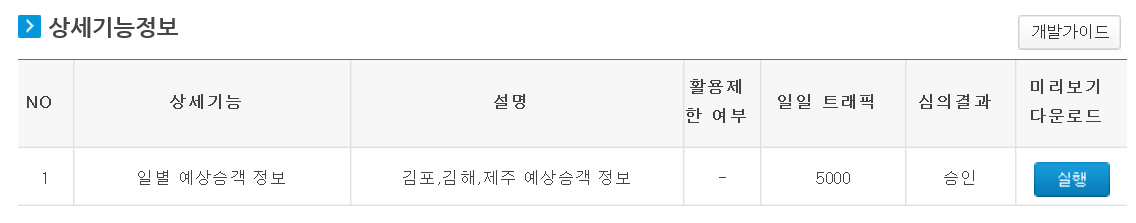 상세기능정보
개발가이드
NO 상세기능 설명 활용제한 여부 일일 트래픽 심의결과 미리보기 다운로드
1 일별 예상승객 정보 김포,김해,제주 예상승객 정보 - 5000 승인 실행